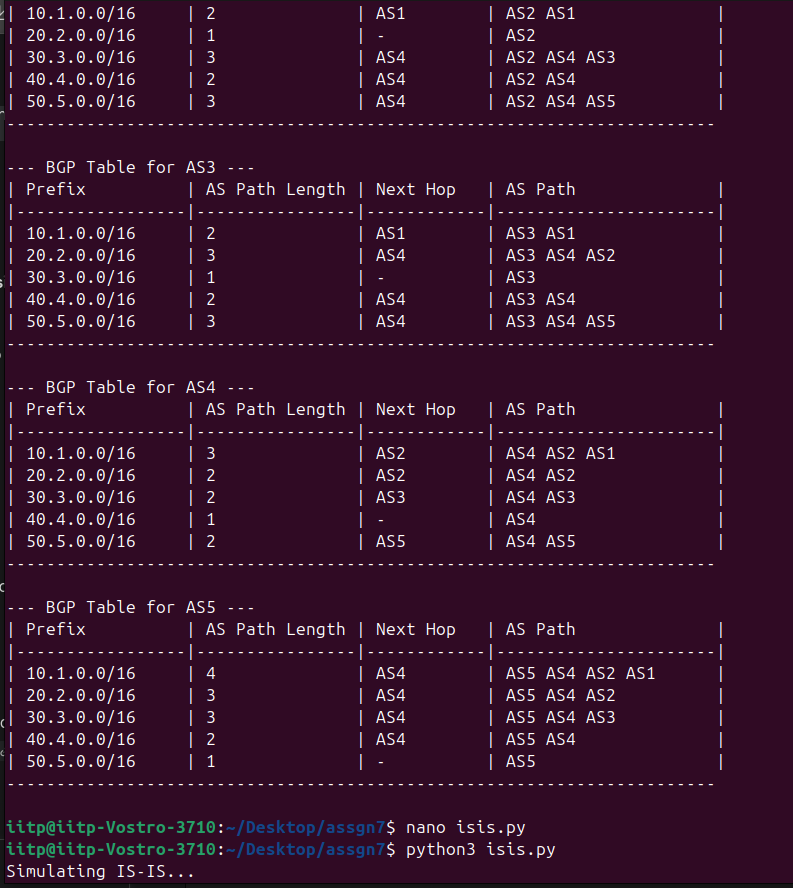 | 10.1.0.0/16     | 2              | AS1        | AS2 AS1              |
| 20.2.0.0/16     | 1              | -          | AS2                  |
| 30.3.0.0/16     | 3              | AS4        | AS2 AS4 AS3          |
| 40.4.0.0/16     | 2              | AS4        | AS2 AS4              |
| 50.5.0.0/16     | 3              | AS4        | AS2 AS4 AS5          |
-----------------------------------------------------------------------
--- BGP Table for AS3 ---
| Prefix          | AS Path Length | Next Hop   | AS Path              |
|-----------------|----------------|------------|----------------------|
| 10.1.0.0/16     | 2              | AS1        | AS3 AS1              |
| 20.2.0.0/16     | 3              | AS4        | AS3 AS4 AS2          |
| 30.3.0.0/16     | 1              | -          | AS3                  |
| 40.4.0.0/16     | 2              | AS4        | AS3 AS4              |
| 50.5.0.0/16     | 3              | AS4        | AS3 AS4 AS5          |
-----------------------------------------------------------------------
--- BGP Table for AS4 ---
| Prefix          | AS Path Length | Next Hop   | AS Path              |
|-----------------|----------------|------------|----------------------|
| 10.1.0.0/16     | 3              | AS2        | AS4 AS2 AS1          |
| 20.2.0.0/16     | 2              | AS2        | AS4 AS2              |
| 30.3.0.0/16     | 2              | AS3        | AS4 AS3              |
| 40.4.0.0/16     | 1              | -          | AS4                  |
| 50.5.0.0/16     | 2              | AS5        | AS4 AS5              |
-----------------------------------------------------------------------
--- BGP Table for AS5 ---
| Prefix          | AS Path Length | Next Hop   | AS Path              |
|-----------------|----------------|------------|----------------------|
| 10.1.0.0/16     | 4              | AS4        | AS5 AS4 AS2 AS1      |
| 20.2.0.0/16     | 3              | AS4        | AS5 AS4 AS2          |
| 30.3.0.0/16     | 3              | AS4        | AS5 AS4 AS3          |
| 40.4.0.0/16     | 2              | AS4        | AS5 AS4              |
| 50.5.0.0/16     | 1              | -          | AS5                  |
-----------------------------------------------------------------------
iitp@iitp-Vostro-3710:~/Desktop/assgn7$ nano isis.py
iitp@iitp-Vostro-3710:~/Desktop/assgn7$ python3 isis.py
Simulating IS-IS...